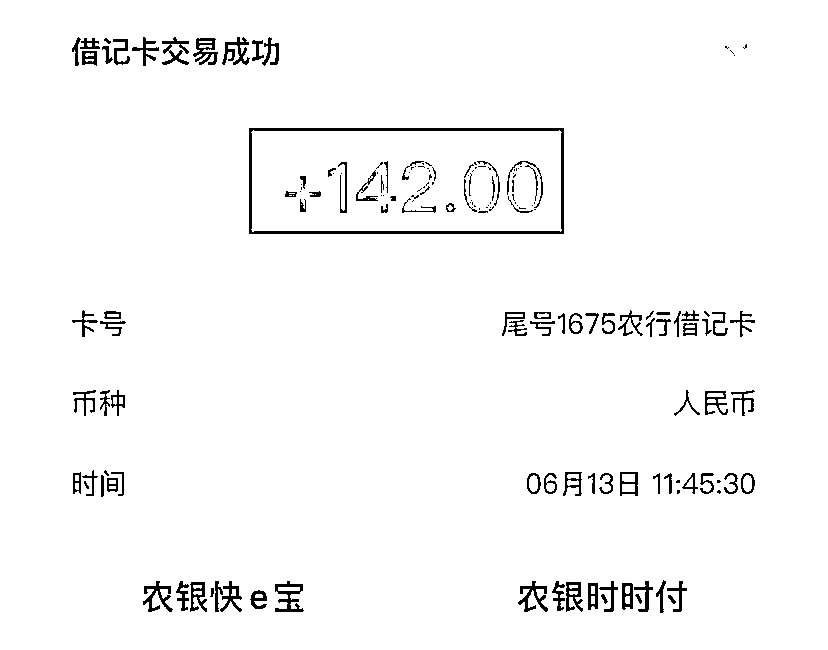 借记卡交易成功
+142.00
卡号 尾号1675农行借记卡
币种 人民币
时间 06月13日 11:45:30
农银快e宝 农银时时付